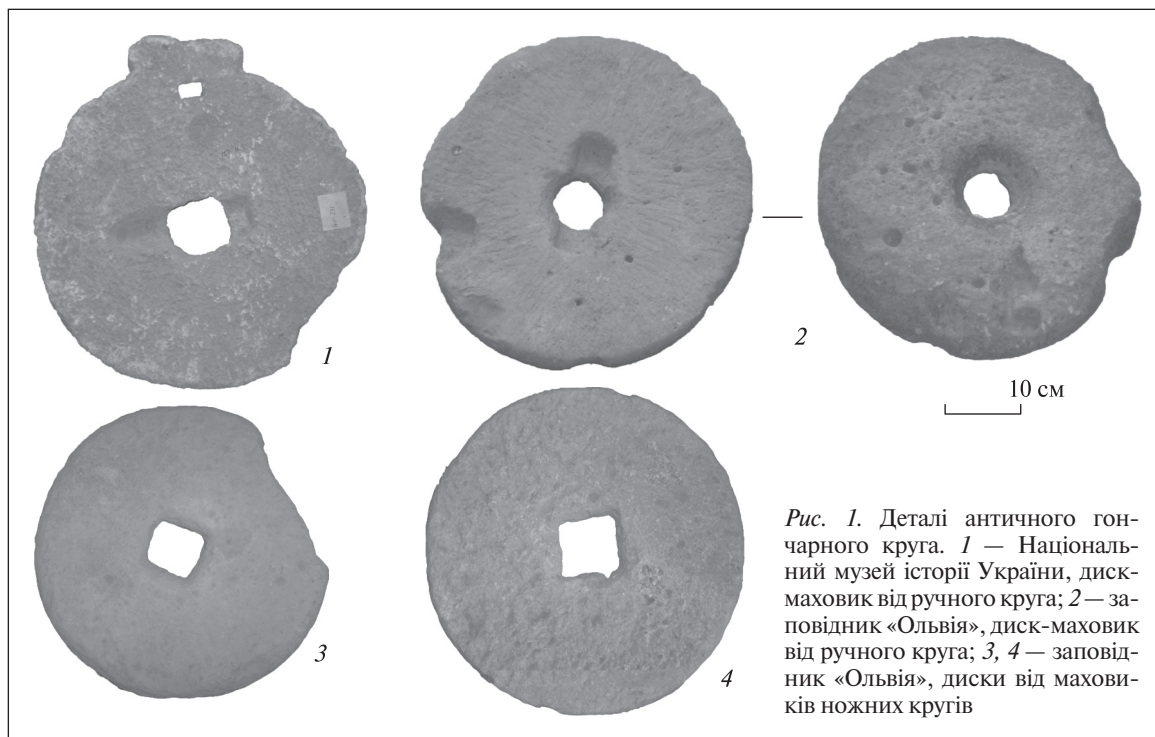 1
2
10 см
3
4
Рис. 1. Деталі античного гон-
чарного круга. 1 — Національ-
ний музей історії України, диск-
маховик від ручного круга; 2 — за-
повідник «Ольвія», диск-маховик
від ручного круга; 3, 4 — заповід-
ник «Ольвія», диски від махови-
ків ножних кругів